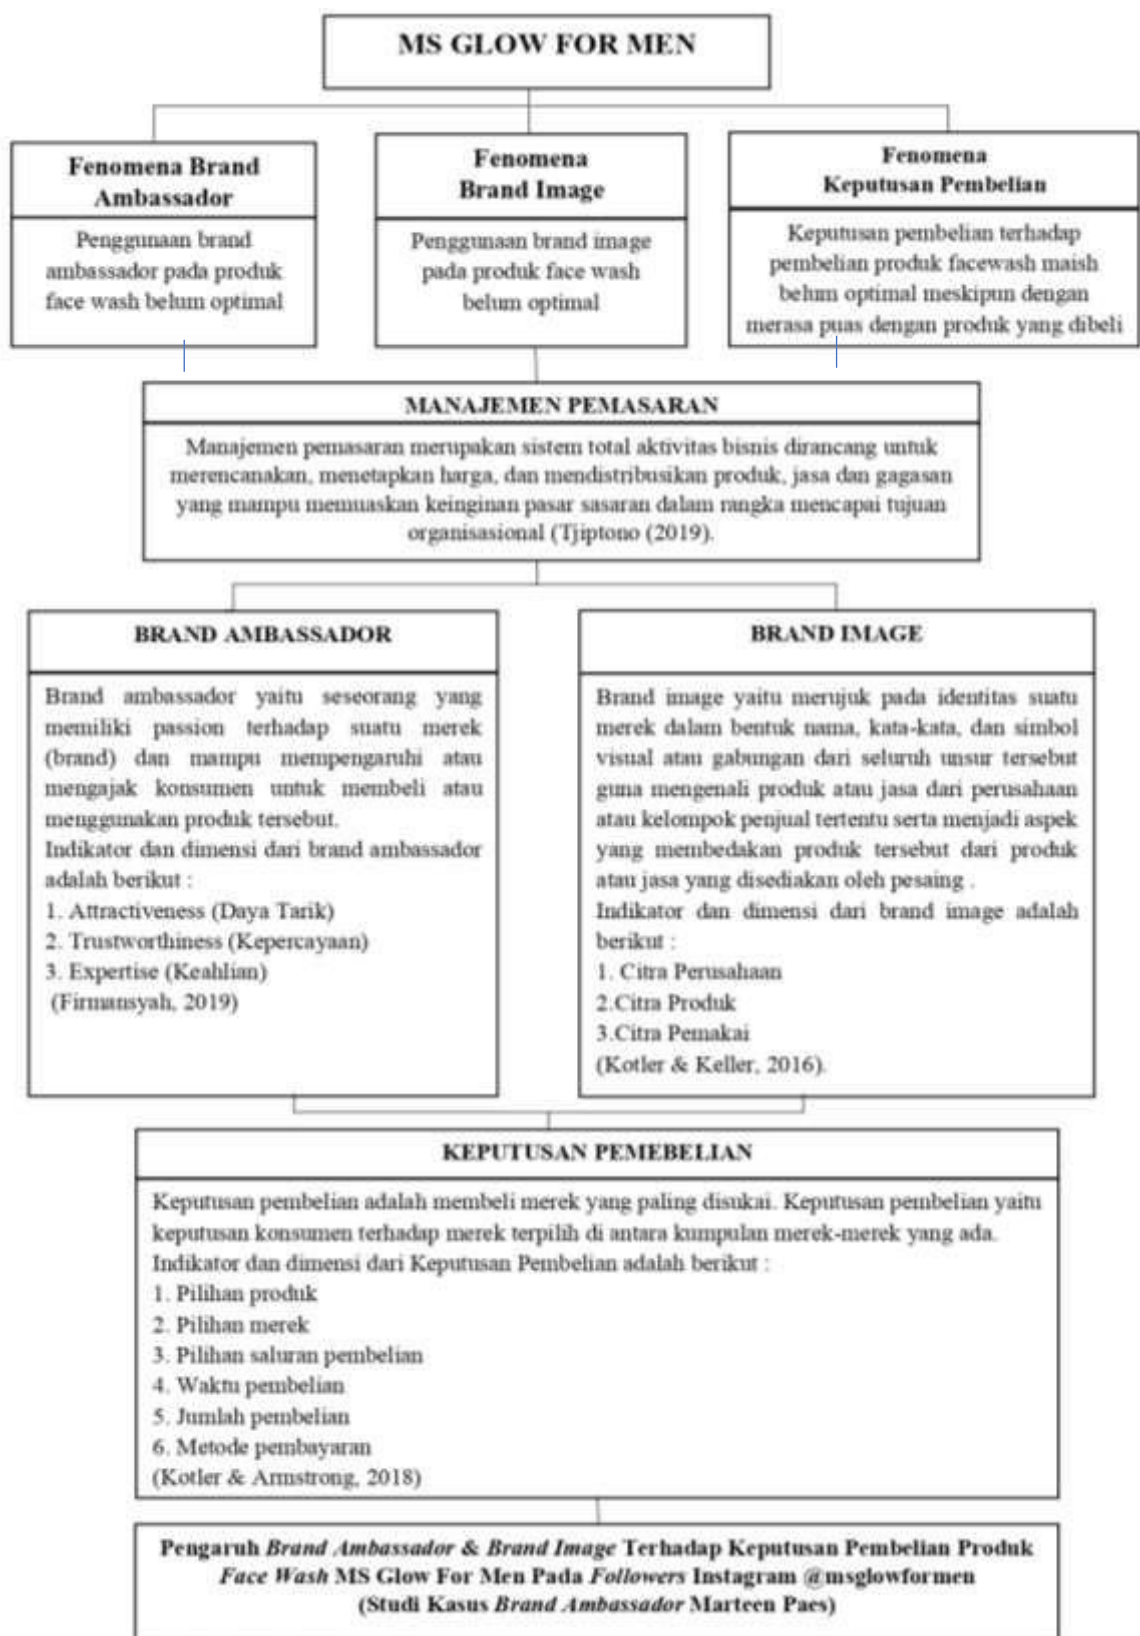 MS GLOW FOR MEN
Fenomena Brand
Ambassador
Penggunaan brand
ambassador pada produk
face wash belum optimal
Fenomena
Brand Image
Penggunaan brand image
pada produk face wash
belum optimal
Fenomena
Keputusan Pembelian
Keputusan pembelian terhadap
pembelian produk facewash maish
belum optimal meskipun dengan
merasa puas dengan produk yang dibeli
MANAJEMEN PEMASARAN
Manajemen pemasaran merupakan sistem total aktivitas bisnis dirancang untuk
merencanakan, menetapkan harga, dan mendistribusikan produk, jasa dan gagasan
yang mampu memuaskan keinginan pasar sasaran dalam rangka mencapai tujuan
organisasional (Tjiptono (2019).
BRAND AMBASSADOR
Brand ambassador yaitu seseorang yang
memiliki passion terhadap suatu merek
(brand) dan mampu mempengaruhi atau
mengajak konsumen untuk membeli atau
menggunakan produk tersebut.
Indikator dan dimensi dari brand ambassador
adalah berikut :
1. Attractiveness (Daya Tarik)
2. Trustworthiness (Kepercayaan)
3. Expertise (Keahlian)
(Firmansyah, 2019)
BRAND IMAGE
Brand image yaitu merujuk pada identitas suatu
merek dalam bentuk nama, kata-kata, dan simbol
visual atau gabungan dari seluruh unsur tersebut
guna mengenali produk atau jasa dari perusahaan
atau kelompok penjual tertentu serta menjadi aspek
yang membedakan produk tersebut dari produk
atau jasa yang disediakan oleh pesaing .
Indikator dan dimensi dari brand image adalah
berikut :
1. Citra Perusahaan
2.Citra Produk
3.Citra Pemakai
(Kotler & Keller, 2016).
KEPUTUSAN PEMEBELIAN
Keputusan pembelian adalah membeli merek yang paling disukai. Keputusan pembelian yaitu
keputusan konsumen terhadap merek terpilih di antara kumpulan merek-merek yang ada.
Indikator dan dimensi dari Keputusan Pembelian adalah berikut :
1. Pilihan produk
2. Pilihan merek
3. Pilihan saluran pembelian
4. Waktu pembelian
5. Jumlah pembelian
6. Metode pembayaran
(Kotler & Armstrong, 2018)
Pengaruh Brand Ambassador & Brand Image Terhadap Keputusan Pembelian Produk
Face Wash MS Glow For Men Pada Followers Instagram @msglowformen
(Studi Kasus Brand Ambassador Marteen Paes)